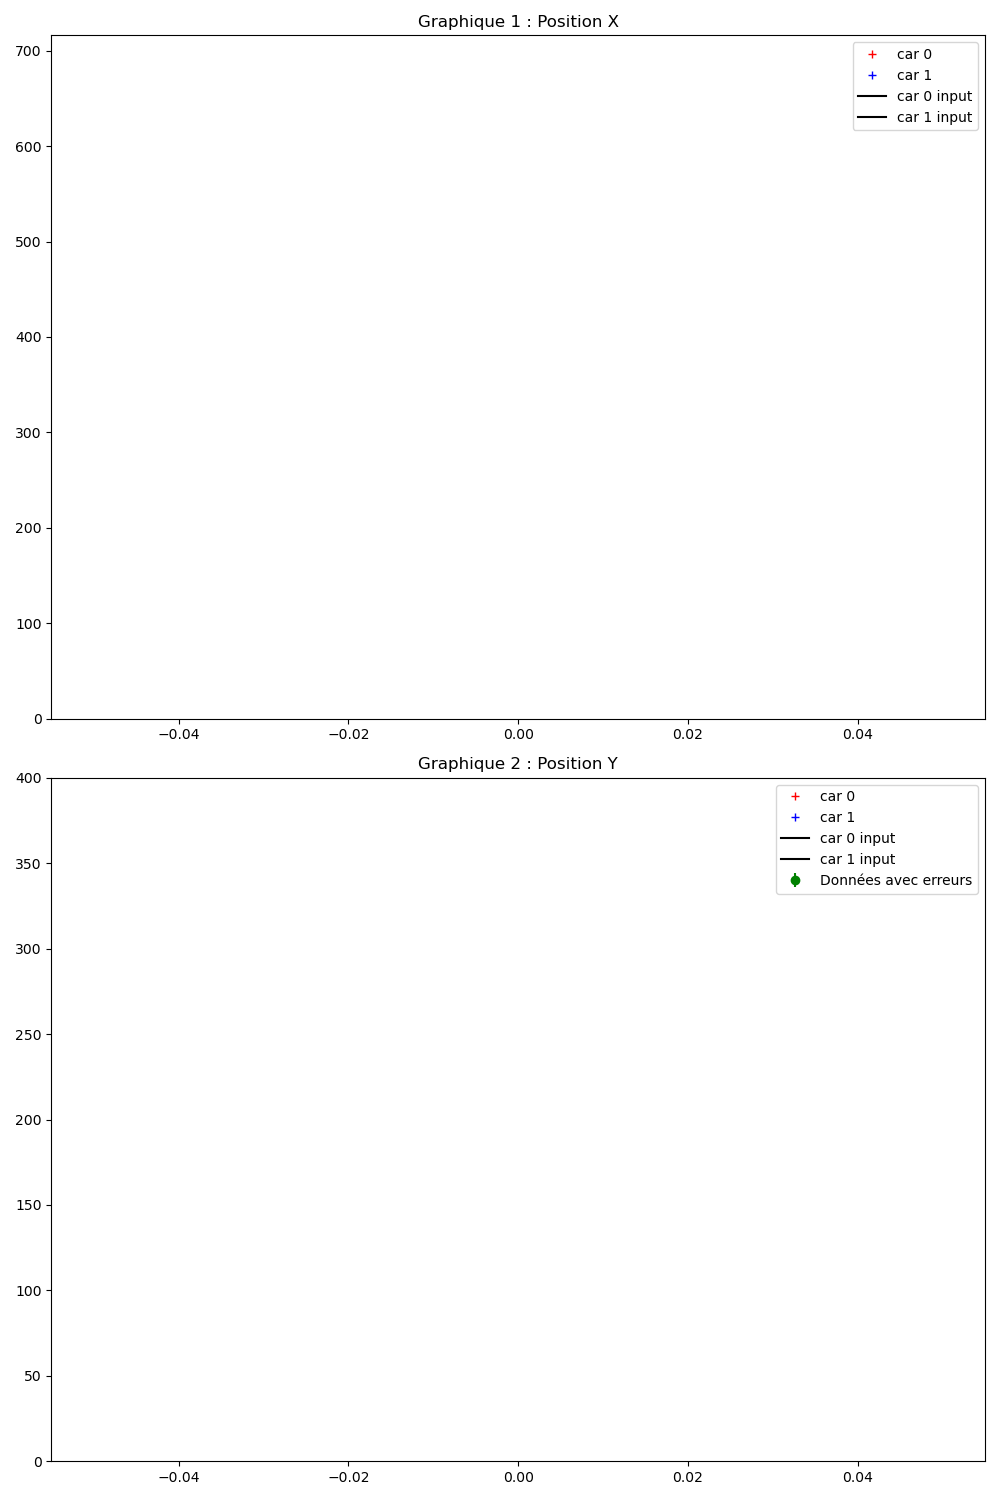 Graphique 1 : Position X
700
600
500
400
300
200
100
0
car 0
car 1
car 0 input
car 1 input
−0.04
−0.02
0.00
0.02
0.04
Graphique 2 : Position Y
400
350
300
250
200
150
100
50
0
car 0
car 1
car 0 input
car 1 input
Données avec erreurs
−0.04
−0.02
0.00
0.02
0.04